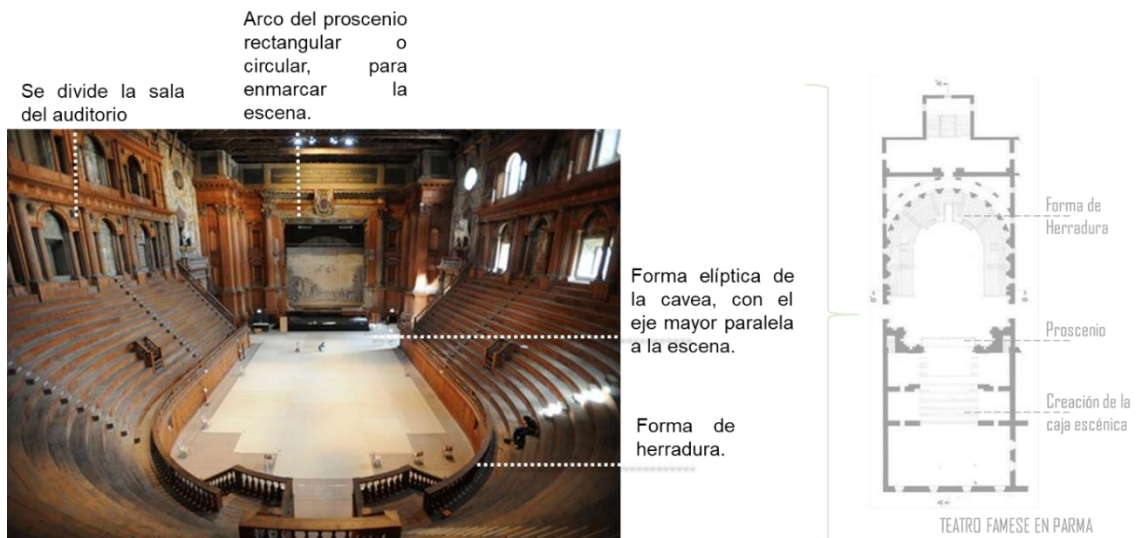 Arco del proscenio
rectangular o
circular, para
enmarcar la
escena.
Se divide la sala
del auditorio
Forma elíptica de
la cavea, con el
eje mayor paralela
a la escena.
Forma de
herradura.
Forma de
Herradura
Proscenio
Creación de la
caja escénica
TEATRO FAMESE EN PARMA